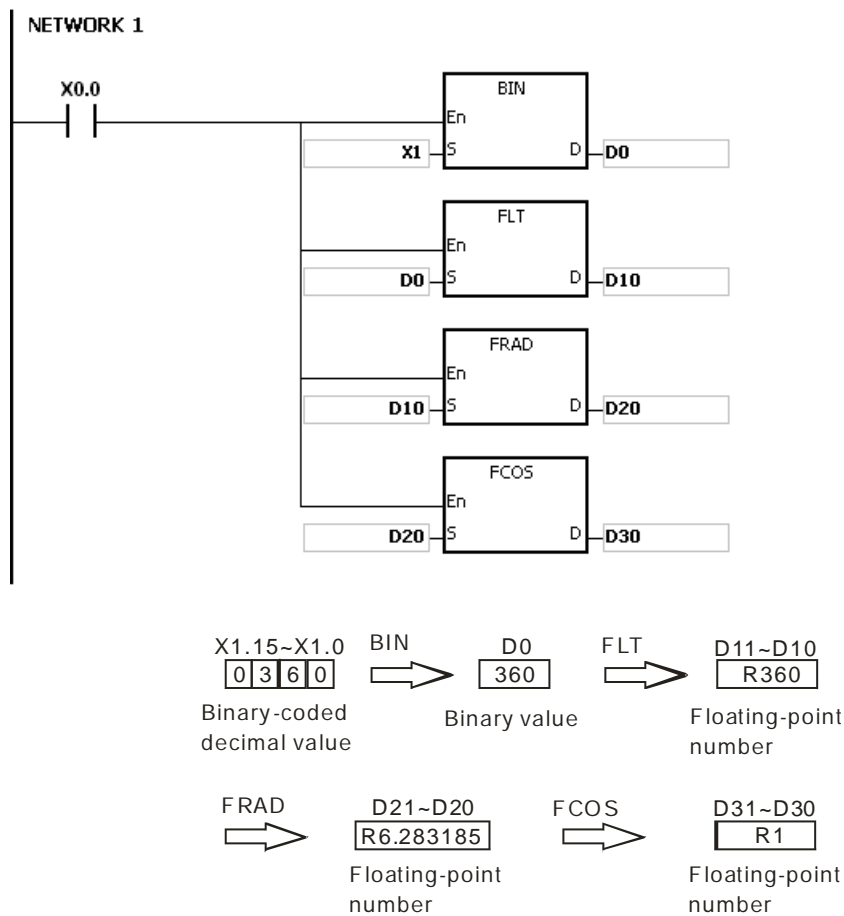 NETWORK 1
X0.0
BIN
En
X1 S D D0
FLT
En
D0 S D D10
FRAD
En
D10 S D D20
FCOS
En
D20 S D D30
X1.15~X1.0 BIN D0 FLT D11~D10
0 3 6 0 360 R360
Binary-coded decimal value
Binary value
Floating-point number
FRAD D21~D20 FCOS D31~D30
R6.283185 R1
Floating-point number
Floating-point number